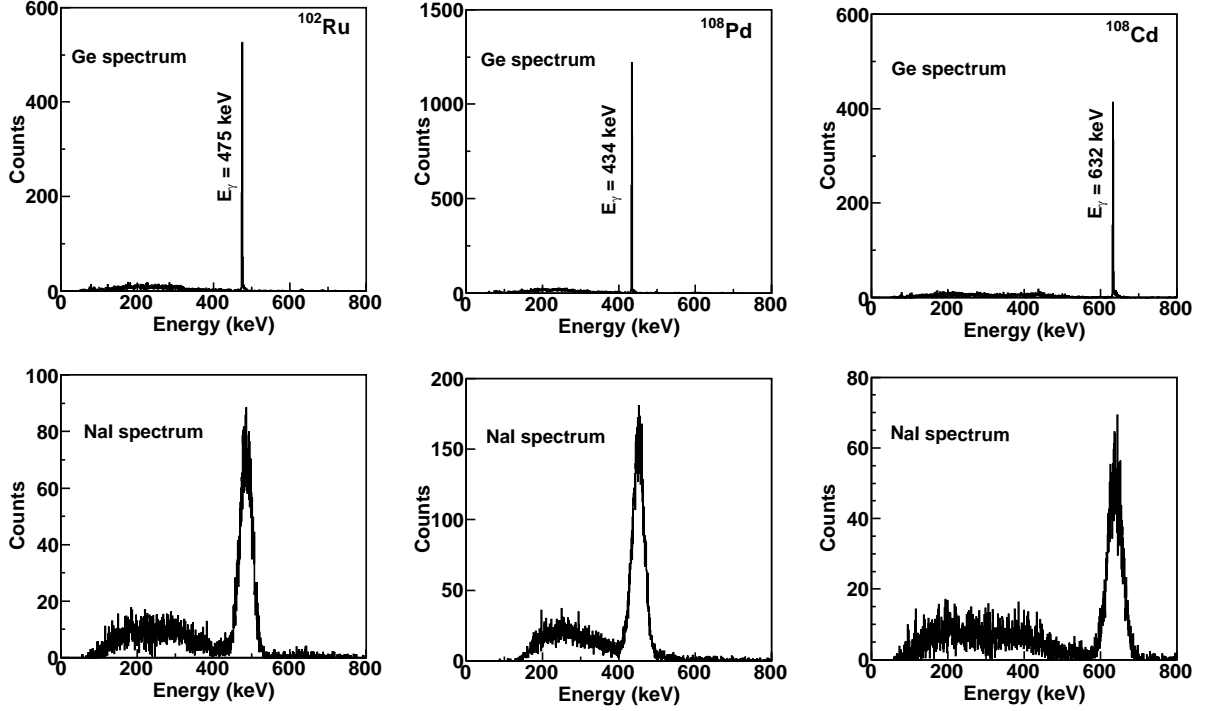 600
400
200
0
0 200 400 600 800
Counts
Energy (keV)
Ge spectrum
¹⁰²Ru
E_γ = 475 keV
1500
1000
500
0
0 200 400 600 800
Counts
Energy (keV)
Ge spectrum
¹⁰⁸Pd
E_γ = 434 keV
600
400
200
0
0 200 400 600 800
Counts
Energy (keV)
Ge spectrum
¹⁰⁸Cd
E_γ = 632 keV
100
80
60
40
20
0
0 200 400 600 800
Counts
Energy (keV)
NaI spectrum
200
150
100
50
0
0 200 400 600 800
Counts
Energy (keV)
NaI spectrum
80
60
40
20
0
0 200 400 600 800
Counts
Energy (keV)
NaI spectrum